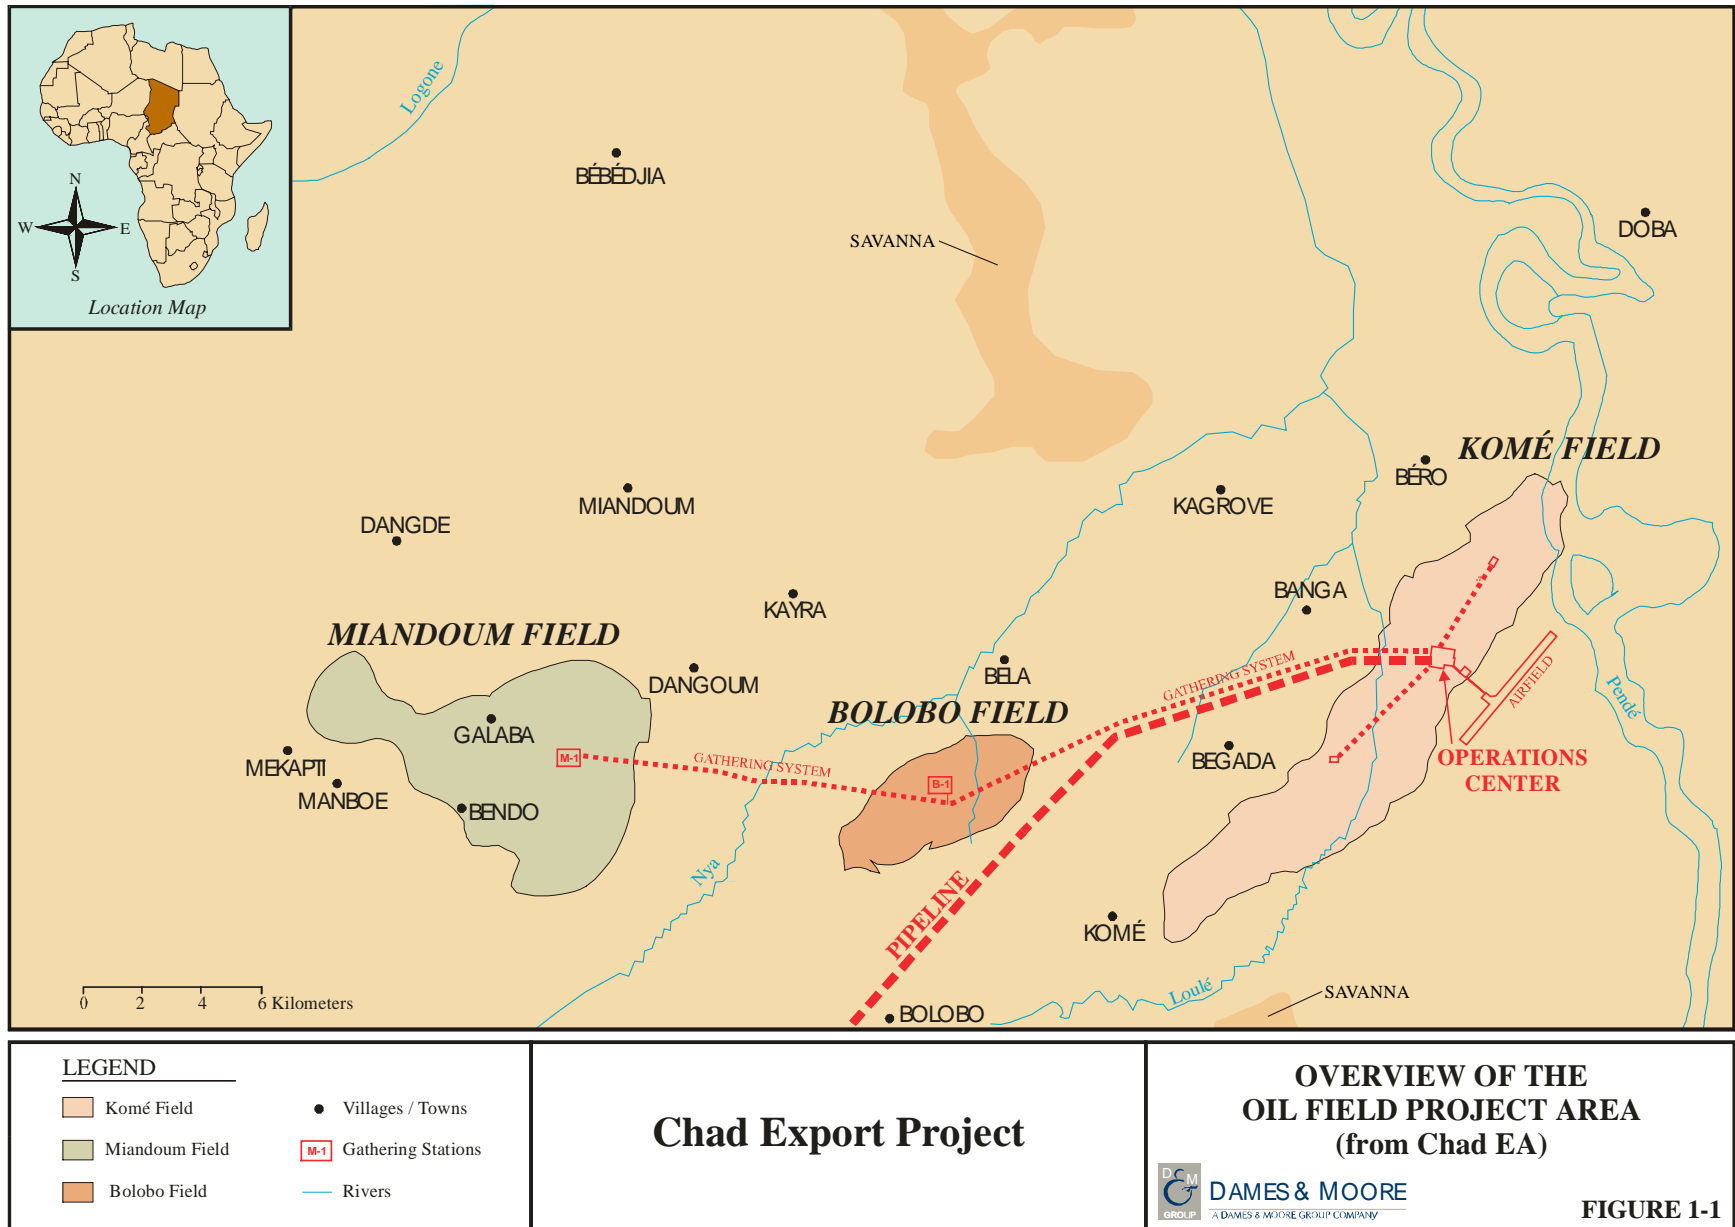 N
W
E
S
Location Map
Logone
BÉBÉDJIA
SAVANNA
DOBA
KOMÉ FIELD
BÉRO
MIANDOUM
KAGROVE
DANGDE
BANGA
KAYRA
MIANDOUM FIELD
BELA
DANGOUM
GATHERING SYSTEM
AIRFIELD
Pendé
BOLOBO FIELD
GALABA
M-1
GATHERING SYSTEM
MEKAPTI
BEGADA
OPERATIONS
CENTER
B-1
MANBOE
BENDO
Nya
PIPELINE
KOMÉ
Loulé
SAVANNA
0 2 4 6 Kilometers
BOLOBO
LEGEND
Komé Field
Villages / Towns
Miandoum Field
M-1
Gathering Stations
Bolobo Field
Rivers
Chad Export Project
OVERVIEW OF THE
OIL FIELD PROJECT AREA
(from Chad EA)
D&M
GROUP
DAMES & MOORE
A DAMES & MOORE GROUP COMPANY
FIGURE 1-1